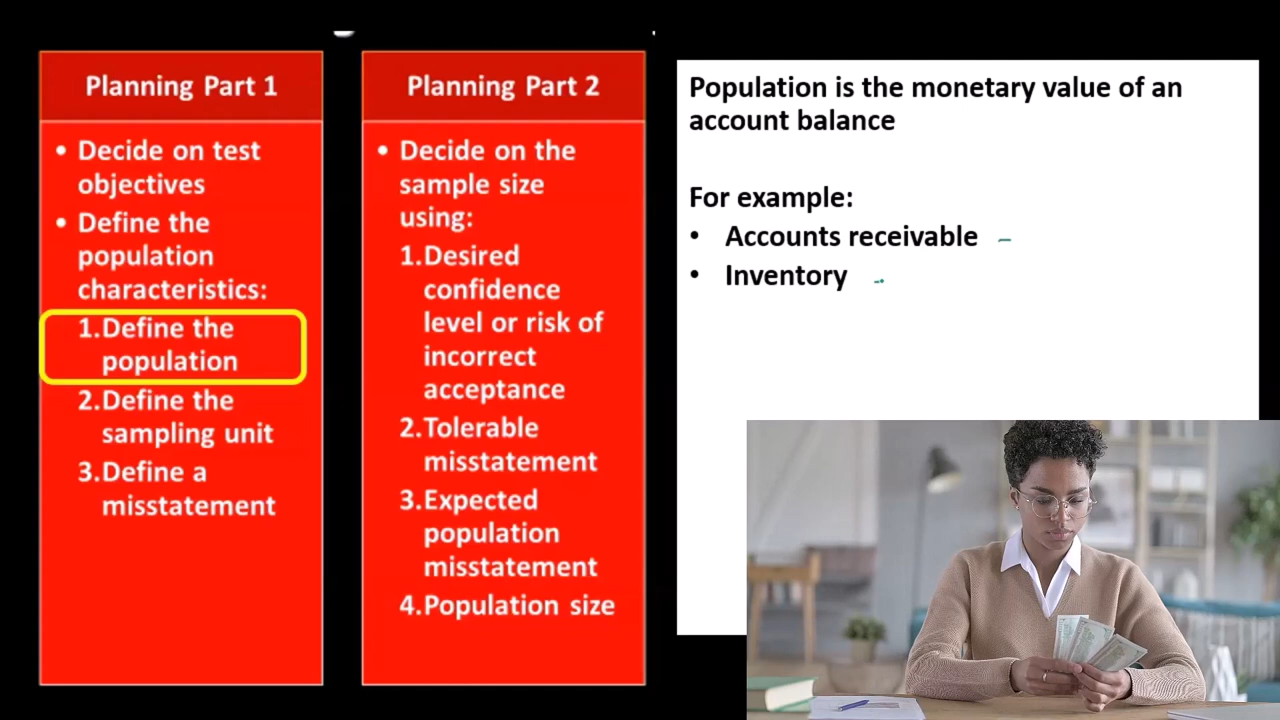 Planning Part 1
• Decide on test
objectives
• Define the
population
characteristics:
1.Define the
population
2.Define the
sampling unit
3.Define a
misstatement
Planning Part 2
• Decide on the
sample size
using:
1.Desired
confidence
level or risk of
incorrect
acceptance
2.Tolerable
misstatement
3.Expected
population
misstatement
4.Population size
Population is the monetary value of an
account balance
For example:
• Accounts receivable
• Inventory